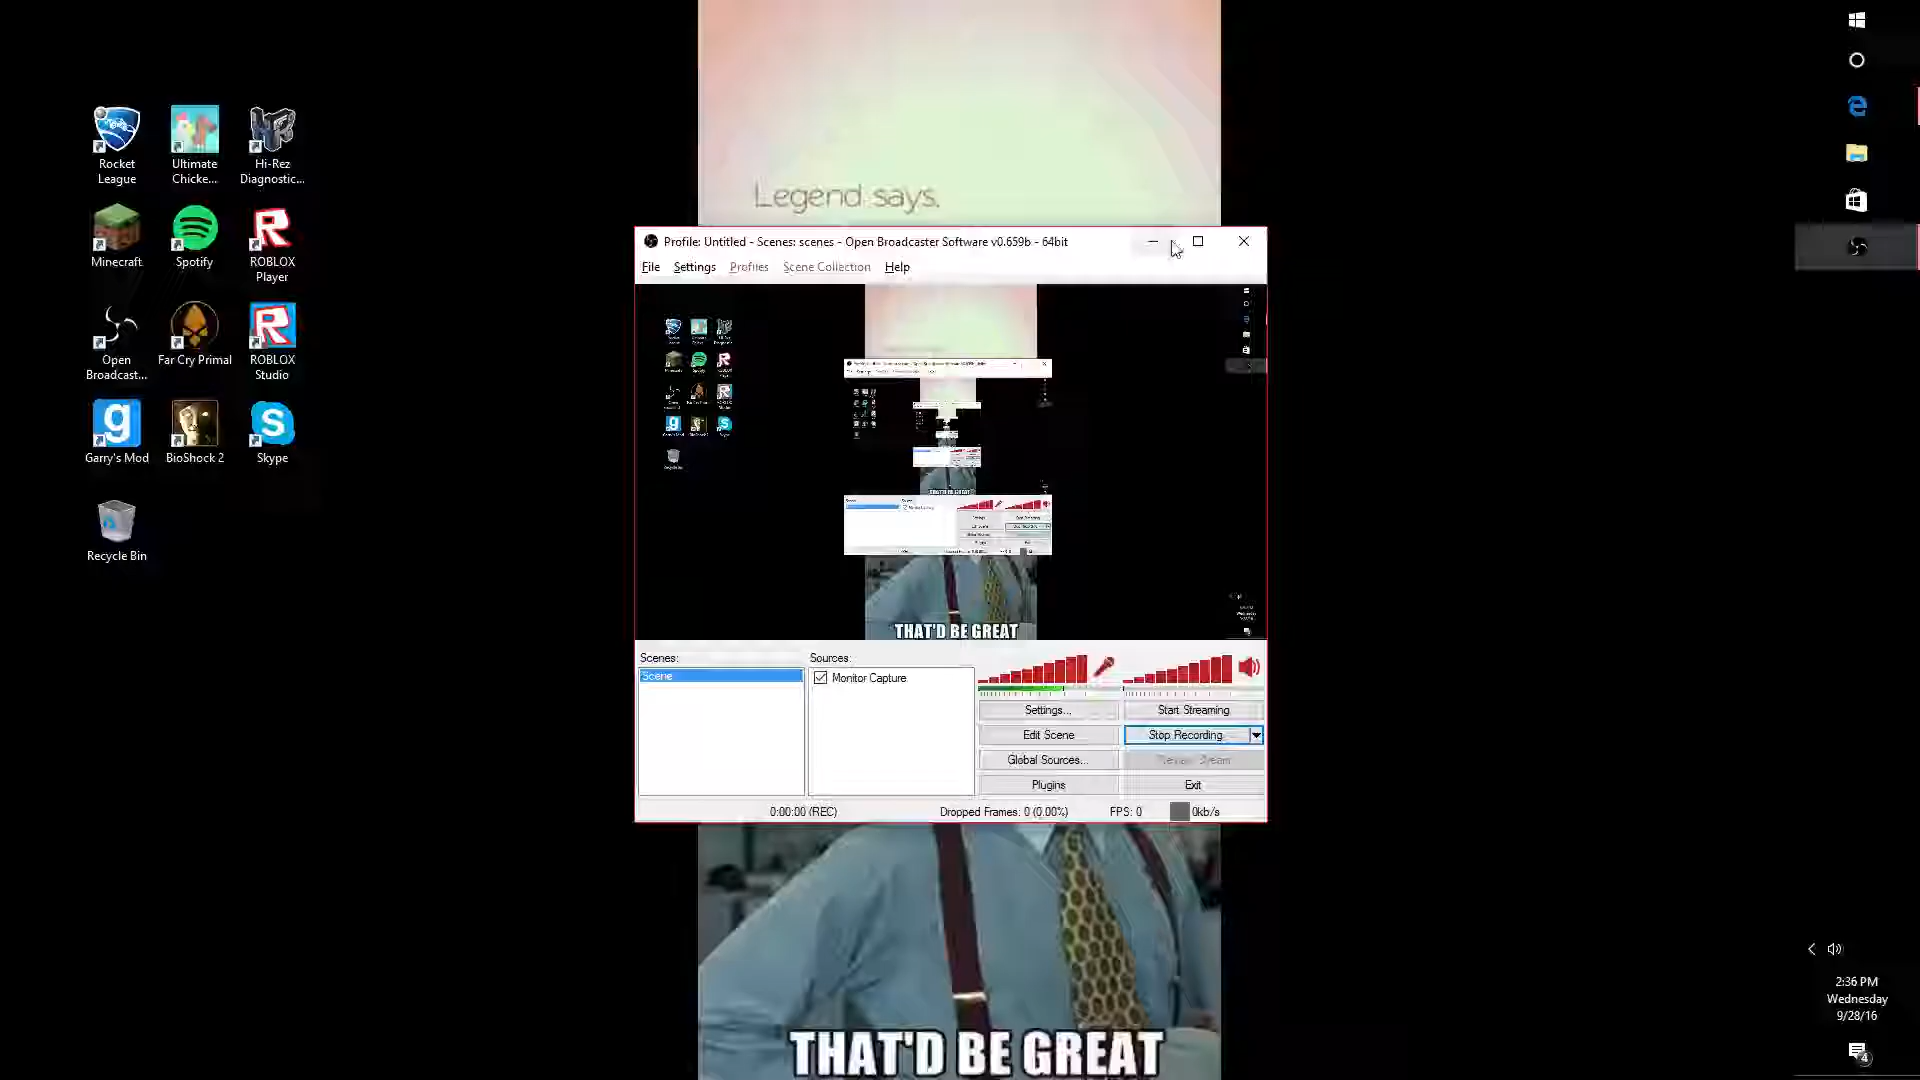 Legend says,
Rocket League
Ultimate Chicke...
Hi-Rez Diagnostic...
Minecraft
Spotify
ROBLOX Player
Open Broadcast...
Far Cry Primal
ROBLOX Studio
Garry's Mod
BioShock 2
Skype
Recycle Bin
Profile: Untitled - Scenes: scenes - Open Broadcaster Software v0.659b - 64bit
File Settings Profiles Scene Collection Help
THAT'D BE GREAT
Scenes:
Scene
Sources:
Monitor Capture
Settings...
Start Streaming
Edit Scene
Stop Recording
Global Sources...
Plugins
Exit
0:00:00 (REC)
Dropped Frames: 0 (0.00%)
FPS: 0
0kb/s
THAT'D BE GREAT
2:36 PM
Wednesday
9/28/16
4